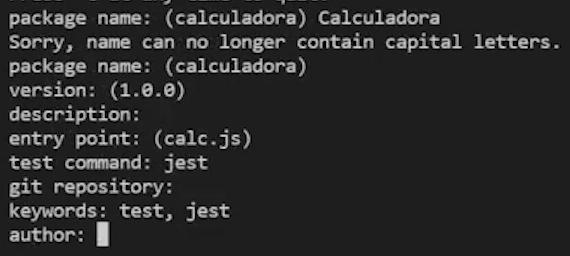 package name: (calculadora) Calculadora
Sorry, name can no longer contain capital letters.
package name: (calculadora)
version: (1.0.0)
description:
entry point: (calc.js)
test command: jest
git repository:
keywords: test, jest
author: